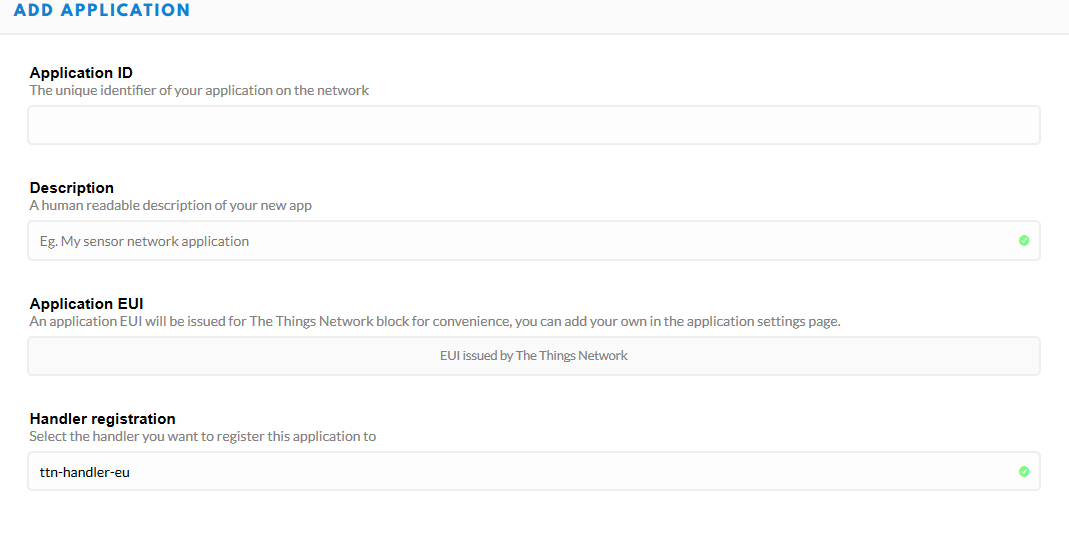 ADD APPLICATION
Application ID
The unique identifier of your application on the network
Description
A human readable description of your new app
Eg. My sensor network application
Application EUI
An application EUI will be issued for The Things Network block for convenience, you can add your own in the application settings page.
EUI issued by The Things Network
Handler registration
Select the handler you want to register this application to
ttn-handler-eu